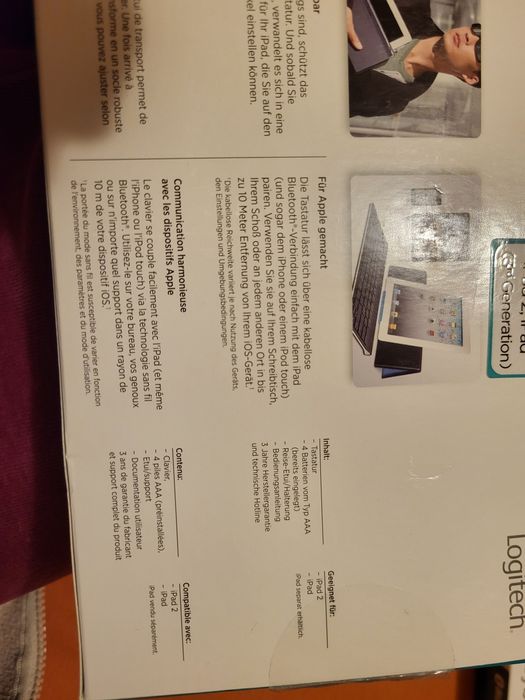 gs sind, schützt das
tatur. Und sobald Sie
verwandelt es sich in eine
für Ihr iPad, die Sie auf den
kel einstellen können.
tui de transport permet de
er. Une fois arrivé à
nsforme en un socle robuste
vous pouvez ajuster selon
Generation)
Logitech
Für Apple gemacht
Die Tastatur lässt sich über eine kabellose
Bluetooth®-Verbindung einfach mit dem iPad
(und sogar dem iPhone oder einem iPod touch)
pairen. Verwenden Sie sie auf Ihrem Schreibtisch,
Ihrem Schoß oder an jedem anderen Ort in bis
zu 10 Meter Entfernung von Ihrem iOS-Gerät.¹
¹Die kabellose Reichweite variiert je nach Nutzung des Geräts,
den Einstellungen und Umgebungsbedingungen.
Communication harmonieuse
avec les dispositifs Apple
Le clavier se couple facilement avec l'iPad (et même
l'iPhone ou l'iPod touch) via la technologie sans fil
Bluetooth®. Utilisez-le sur votre bureau, vos genoux
ou sur n'importe quel support dans un rayon de
10 m de votre dispositif iOS.¹
¹La portée du mode sans fil est susceptible de varier en fonction
de l'environnement, des paramètres et du mode d'utilisation.
Inhalt:
- Tastatur
- 4 Batterien vom Typ AAA
(bereits eingelegt)
- Reise-Etui/Halterung
- Bedienungsanleitung
3 Jahre Herstellergarantie
und technische Hotline
Geeignet für:
- iPad 2
- iPad
iPad separat erhältlich.
Contenu:
- Clavier,
- 4 piles AAA (préinstallées),
- Etui/support
- Documentation utilisateur
3 ans de garantie du fabricant
et support complet du produit
Compatible avec:
- iPad 2
- iPad
iPad vendu séparément.